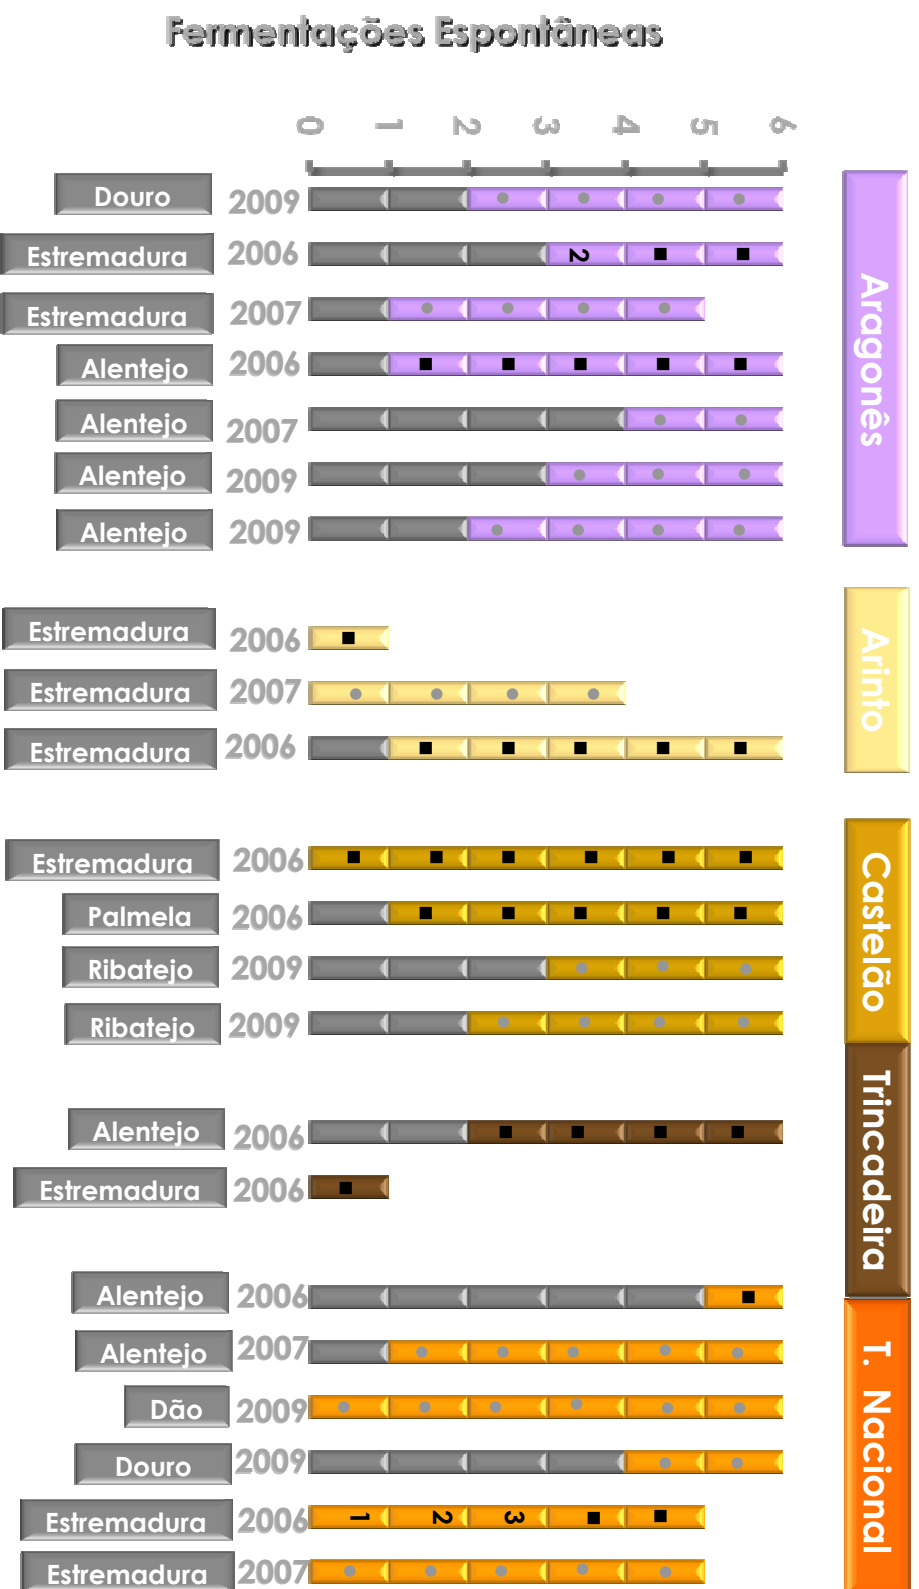 Fermentações Espontâneas
0 1 2 3 4 5 6
Douro 2009
Estremadura 2006 2
Estremadura 2007
Alentejo 2006
Alentejo 2007
Alentejo 2009
Alentejo 2009
Aragonês
Estremadura 2006
Estremadura 2007
Estremadura 2006
Arinto
Estremadura 2006
Palmela 2006
Ribatejo 2009
Ribatejo 2009
Castelão
Alentejo 2006
Estremadura 2006
Trincadeira
Alentejo 2006
Alentejo 2007
Dão 2009
Douro 2009
Estremadura 2006 1 2 3
Estremadura 2007
T. Nacional